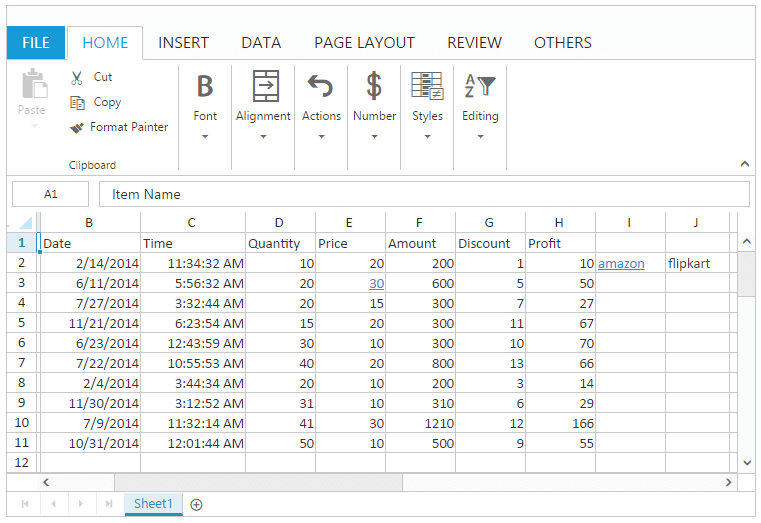 FILE HOME INSERT DATA PAGE LAYOUT REVIEW OTHERS
Paste
Cut
Copy
Format Painter
Clipboard
B
Font
Alignment
Actions
$
Number
Styles
A
Z
Editing
A1 Item Name
B C D E F G H I J
1 Date Time Quantity Price Amount Discount Profit
2 2/14/2014 11:34:32 AM 10 20 200 1 10 amazon flipkart
3 6/11/2014 5:56:32 AM 20 30 600 5 50
4 7/27/2014 3:32:44 AM 20 15 300 7 27
5 11/21/2014 6:23:54 AM 15 20 300 11 67
6 6/23/2014 12:43:59 AM 30 10 300 10 70
7 7/22/2014 10:55:53 AM 40 20 800 13 66
8 2/4/2014 3:44:34 AM 20 10 200 3 14
9 11/30/2014 3:12:52 AM 31 10 310 6 29
10 7/9/2014 11:32:14 AM 41 30 1210 12 166
11 10/31/2014 12:01:44 AM 50 10 500 9 55
12
Sheet1